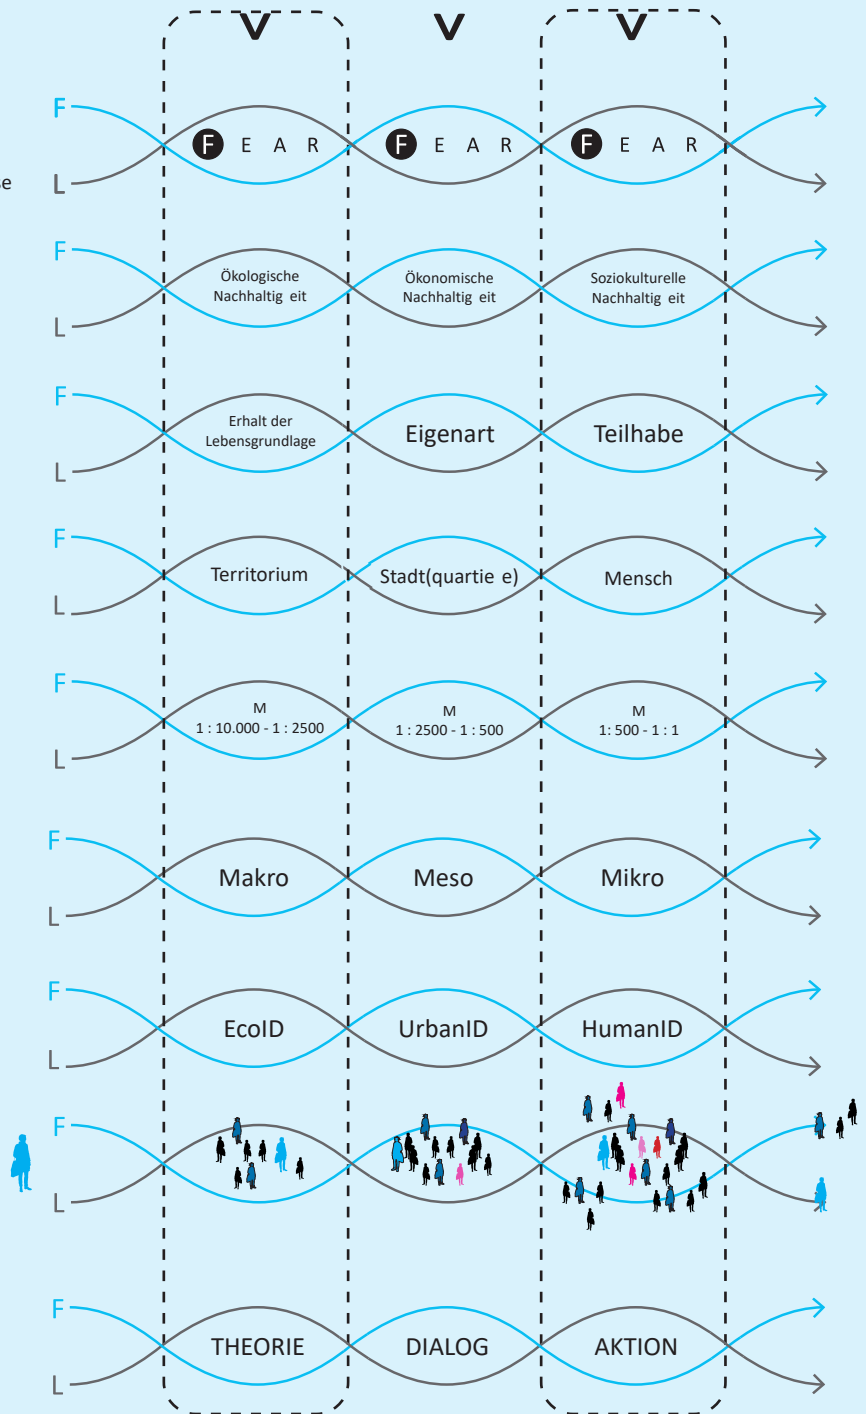 V V V
F
F E A R F E A R F E A R
se
L
F
Ökologische Nachhaltig eit
Ökonomische Nachhaltig eit
Soziokulturelle Nachhaltig eit
L
F
Erhalt der Lebensgrundlage
Eigenart
Teilhabe
L
F
Territorium Stadt(quartie e) Mensch
L
F
M
1 : 10.000 - 1 : 2500
M
1 : 2500 - 1 : 500
M
1: 500 - 1 : 1
L
F
Makro Meso Mikro
L
F
EcoID UrbanID HumanID
L
F
L
F
THEORIE DIALOG AKTION
L